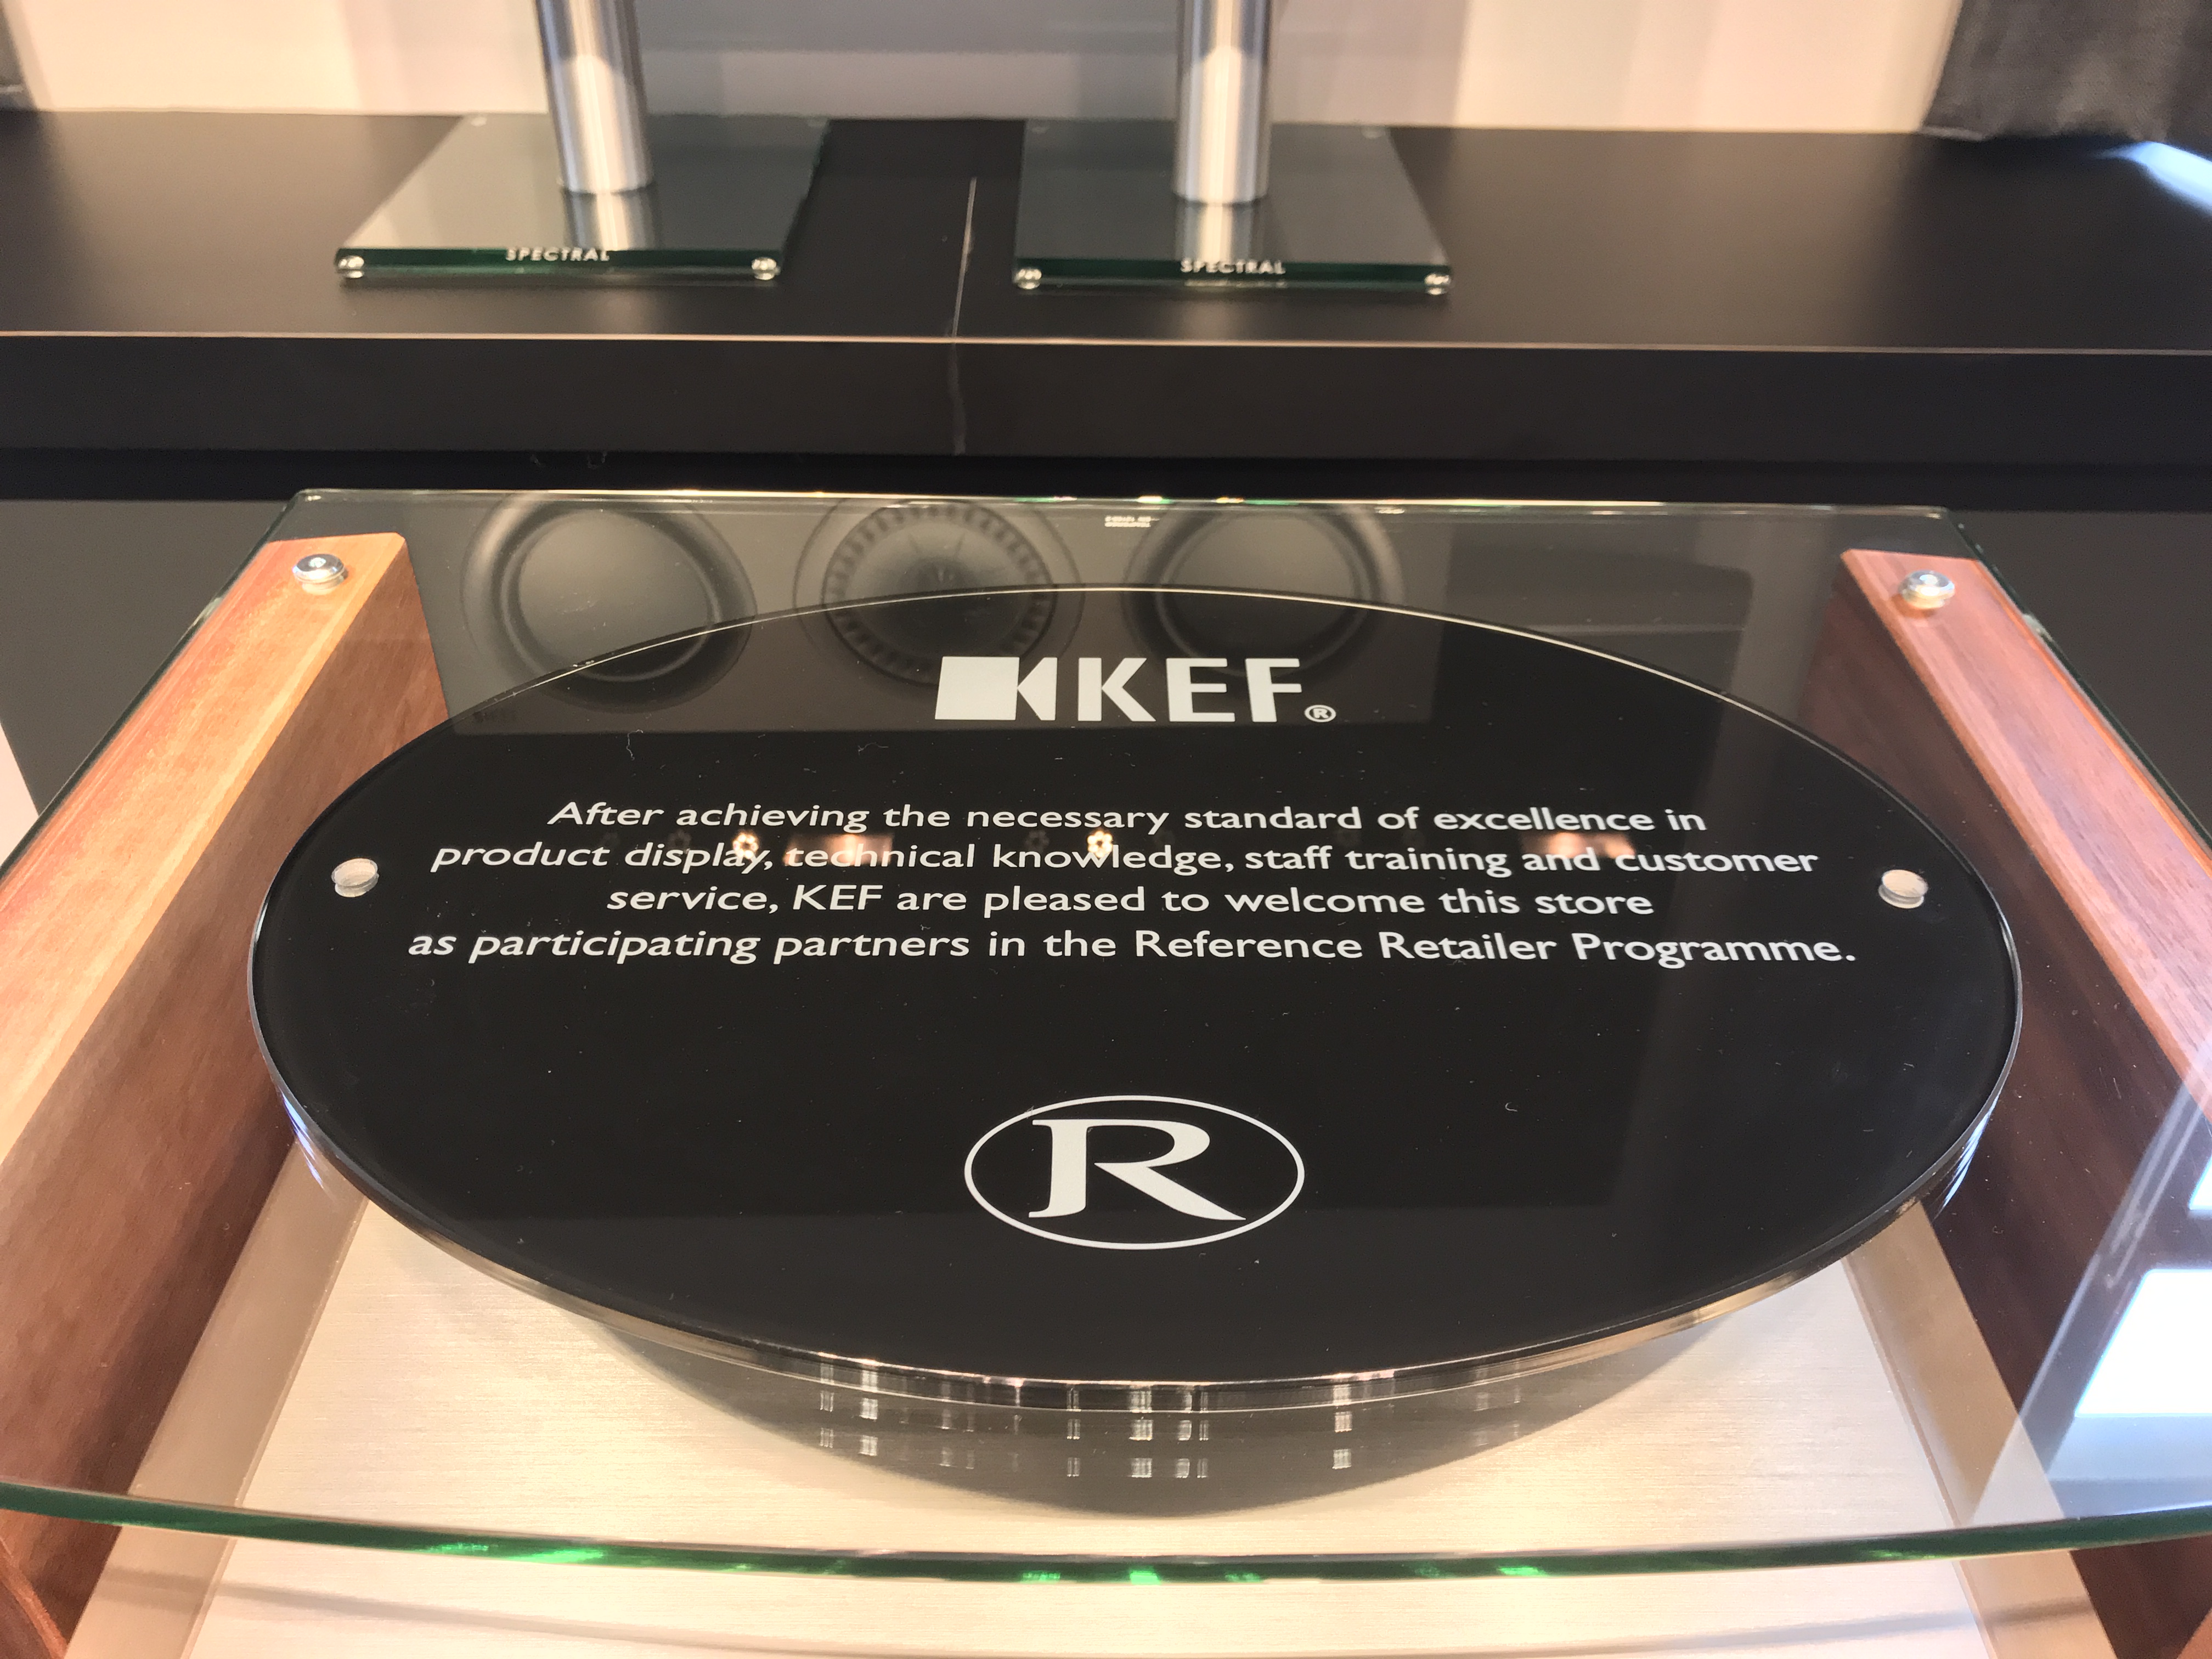 SPECTRAL
SPECTRAL
KEF®
After achieving the necessary standard of excellence in
product display, technical knowledge, staff training and customer
service, KEF are pleased to welcome this store
as participating partners in the Reference Retailer Programme.
R